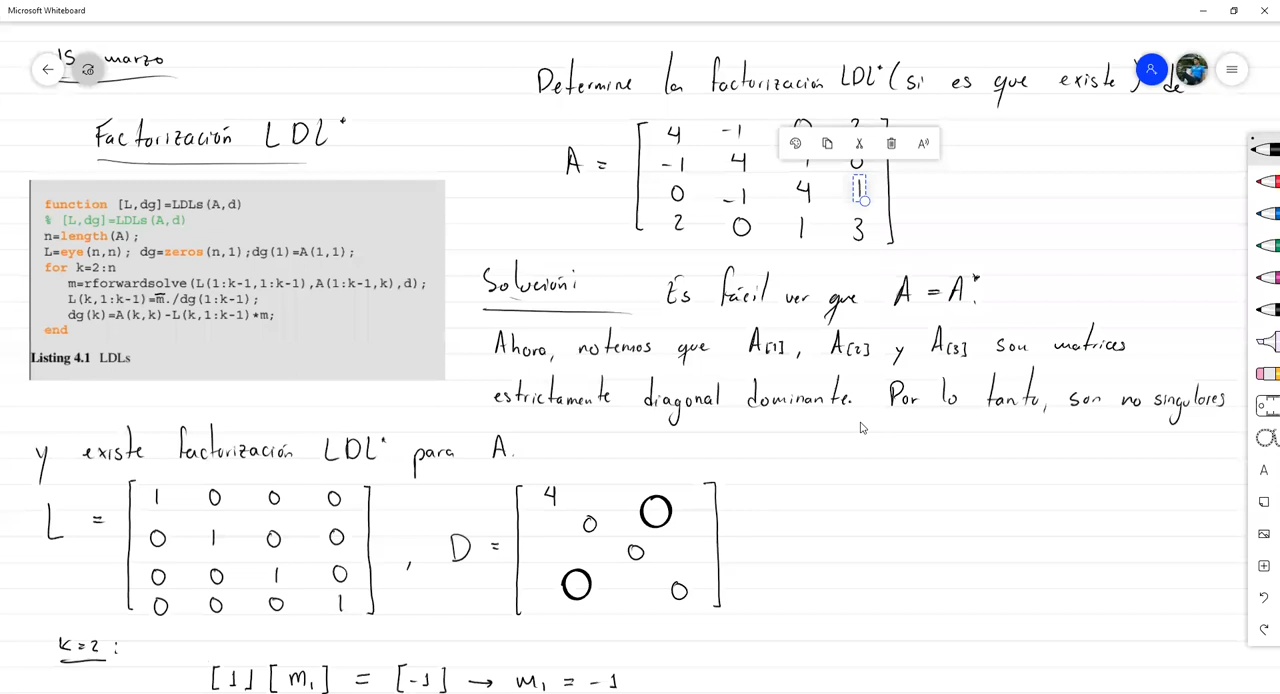 Microsoft Whiteboard
15 marzo
Factorización LDL*
function [L,dg]=LDLs(A,d)
% [L,dg]=LDLs(A,d)
n=length(A);
L=eye(n,n); dg=zeros(n,1);dg(1)=A(1,1);
for k=2:n
m=rforwardsolve(L(1:k-1,1:k-1),A(1:k-1,k),d);
L(k,1:k-1)=m./dg(1:k-1);
dg(k)=A(k,k)-L(k,1:k-1)*m;
end
Listing 4.1 LDLs
Determine la factorización LDL* (si es que existe) de
A =
4 -1 0 2
-1 4 -1 0
0 -1 4 1
2 0 1 3
Solución: Es fácil ver que A = A*.
Ahora, notemos que A[1], A[2] y A[3] son matrices
estrictamente diagonal dominante. Por lo tanto, son no singulares
y existe factorización LDL* para A.
L =
1 0 0 0
0 1 0 0
0 0 1 0
0 0 0 1
, D =
4
0 0
0
0 0
k=2:
[1][m₁] = [-1] → m₁ = -1